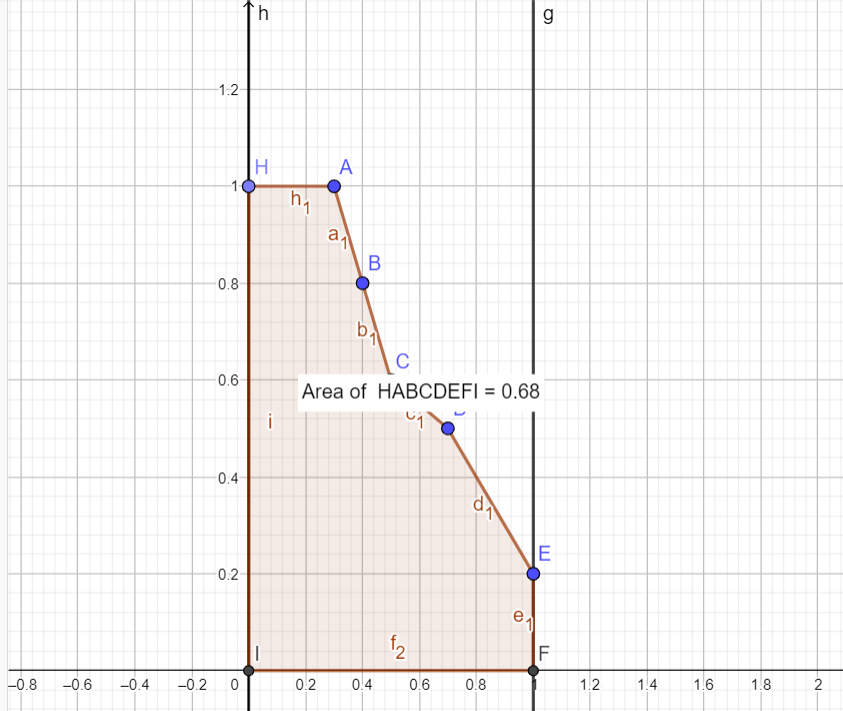 h
g
1.2
H
A
1
h1
a1
B
0.8
b1
C
0.6
Area of HABCDEFI = 0.68
c1
i
0.4
d1
E
0.2
e1
f2
I
F
–0.8
–0.6
–0.4
–0.2
0
0.2
0.4
0.6
0.8
1
1.2
1.4
1.6
1.8
2